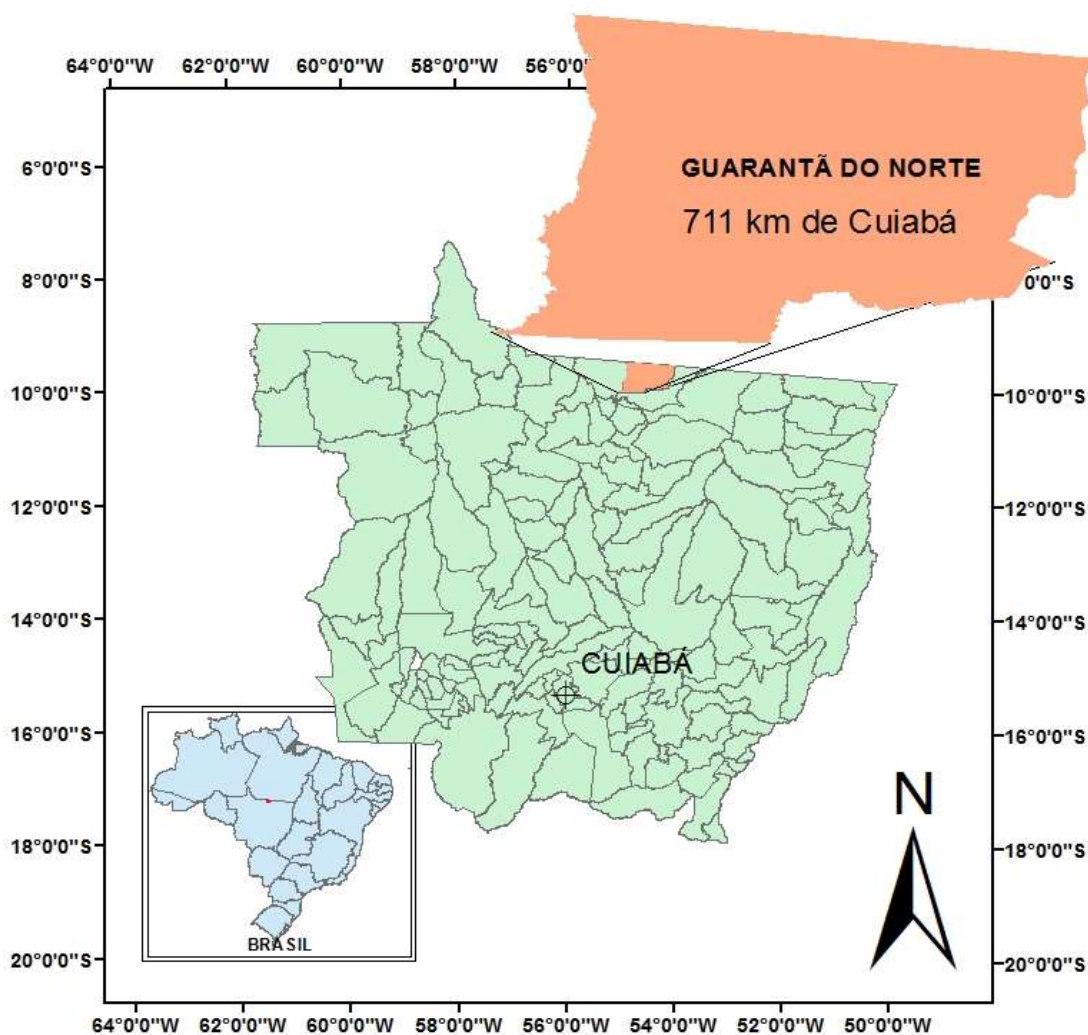 64°0'0"W 62°0'0"W 60°0'0"W 58°0'0"W 56°0'0"W
GUARANTÃ DO NORTE
711 km de Cuiabá
6°0'0"S
8°0'0"S
0'0"S
10°0'0"S
10°0'0"S
12°0'0"S
12°0'0"S
14°0'0"S
14°0'0"S
CUIABÁ
16°0'0"S
16°0'0"S
N
18°0'0"S
18°0'0"S
BRASIL
20°0'0"S
20°0'0"S
64°0'0"W 62°0'0"W 60°0'0"W 58°0'0"W 56°0'0"W 54°0'0"W 52°0'0"W 50°0'0"W